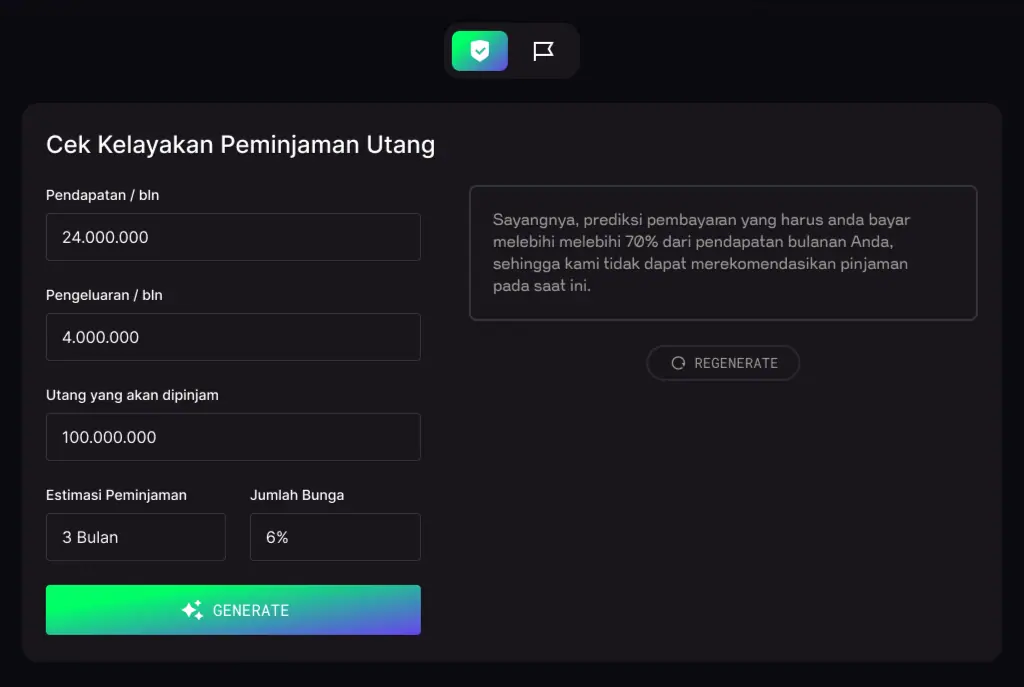 Cek Kelayakan Peminjaman Utang
Pendapatan / bln
24.000.000
Pengeluaran / bln
4.000.000
Utang yang akan dipinjam
100.000.000
Estimasi Peminjaman
Jumlah Bunga
3 Bulan
6%
GENERATE
Sayangnya, prediksi pembayaran yang harus anda bayar
melebihi melebihi 70% dari pendapatan bulanan Anda,
sehingga kami tidak dapat merekomendasikan pinjaman
pada saat ini.
REGENERATE